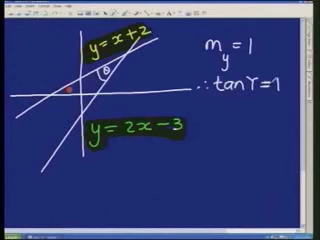 y = x + 2
θ
m y = 1
∴ tan Y = 1
y = 2x - 3